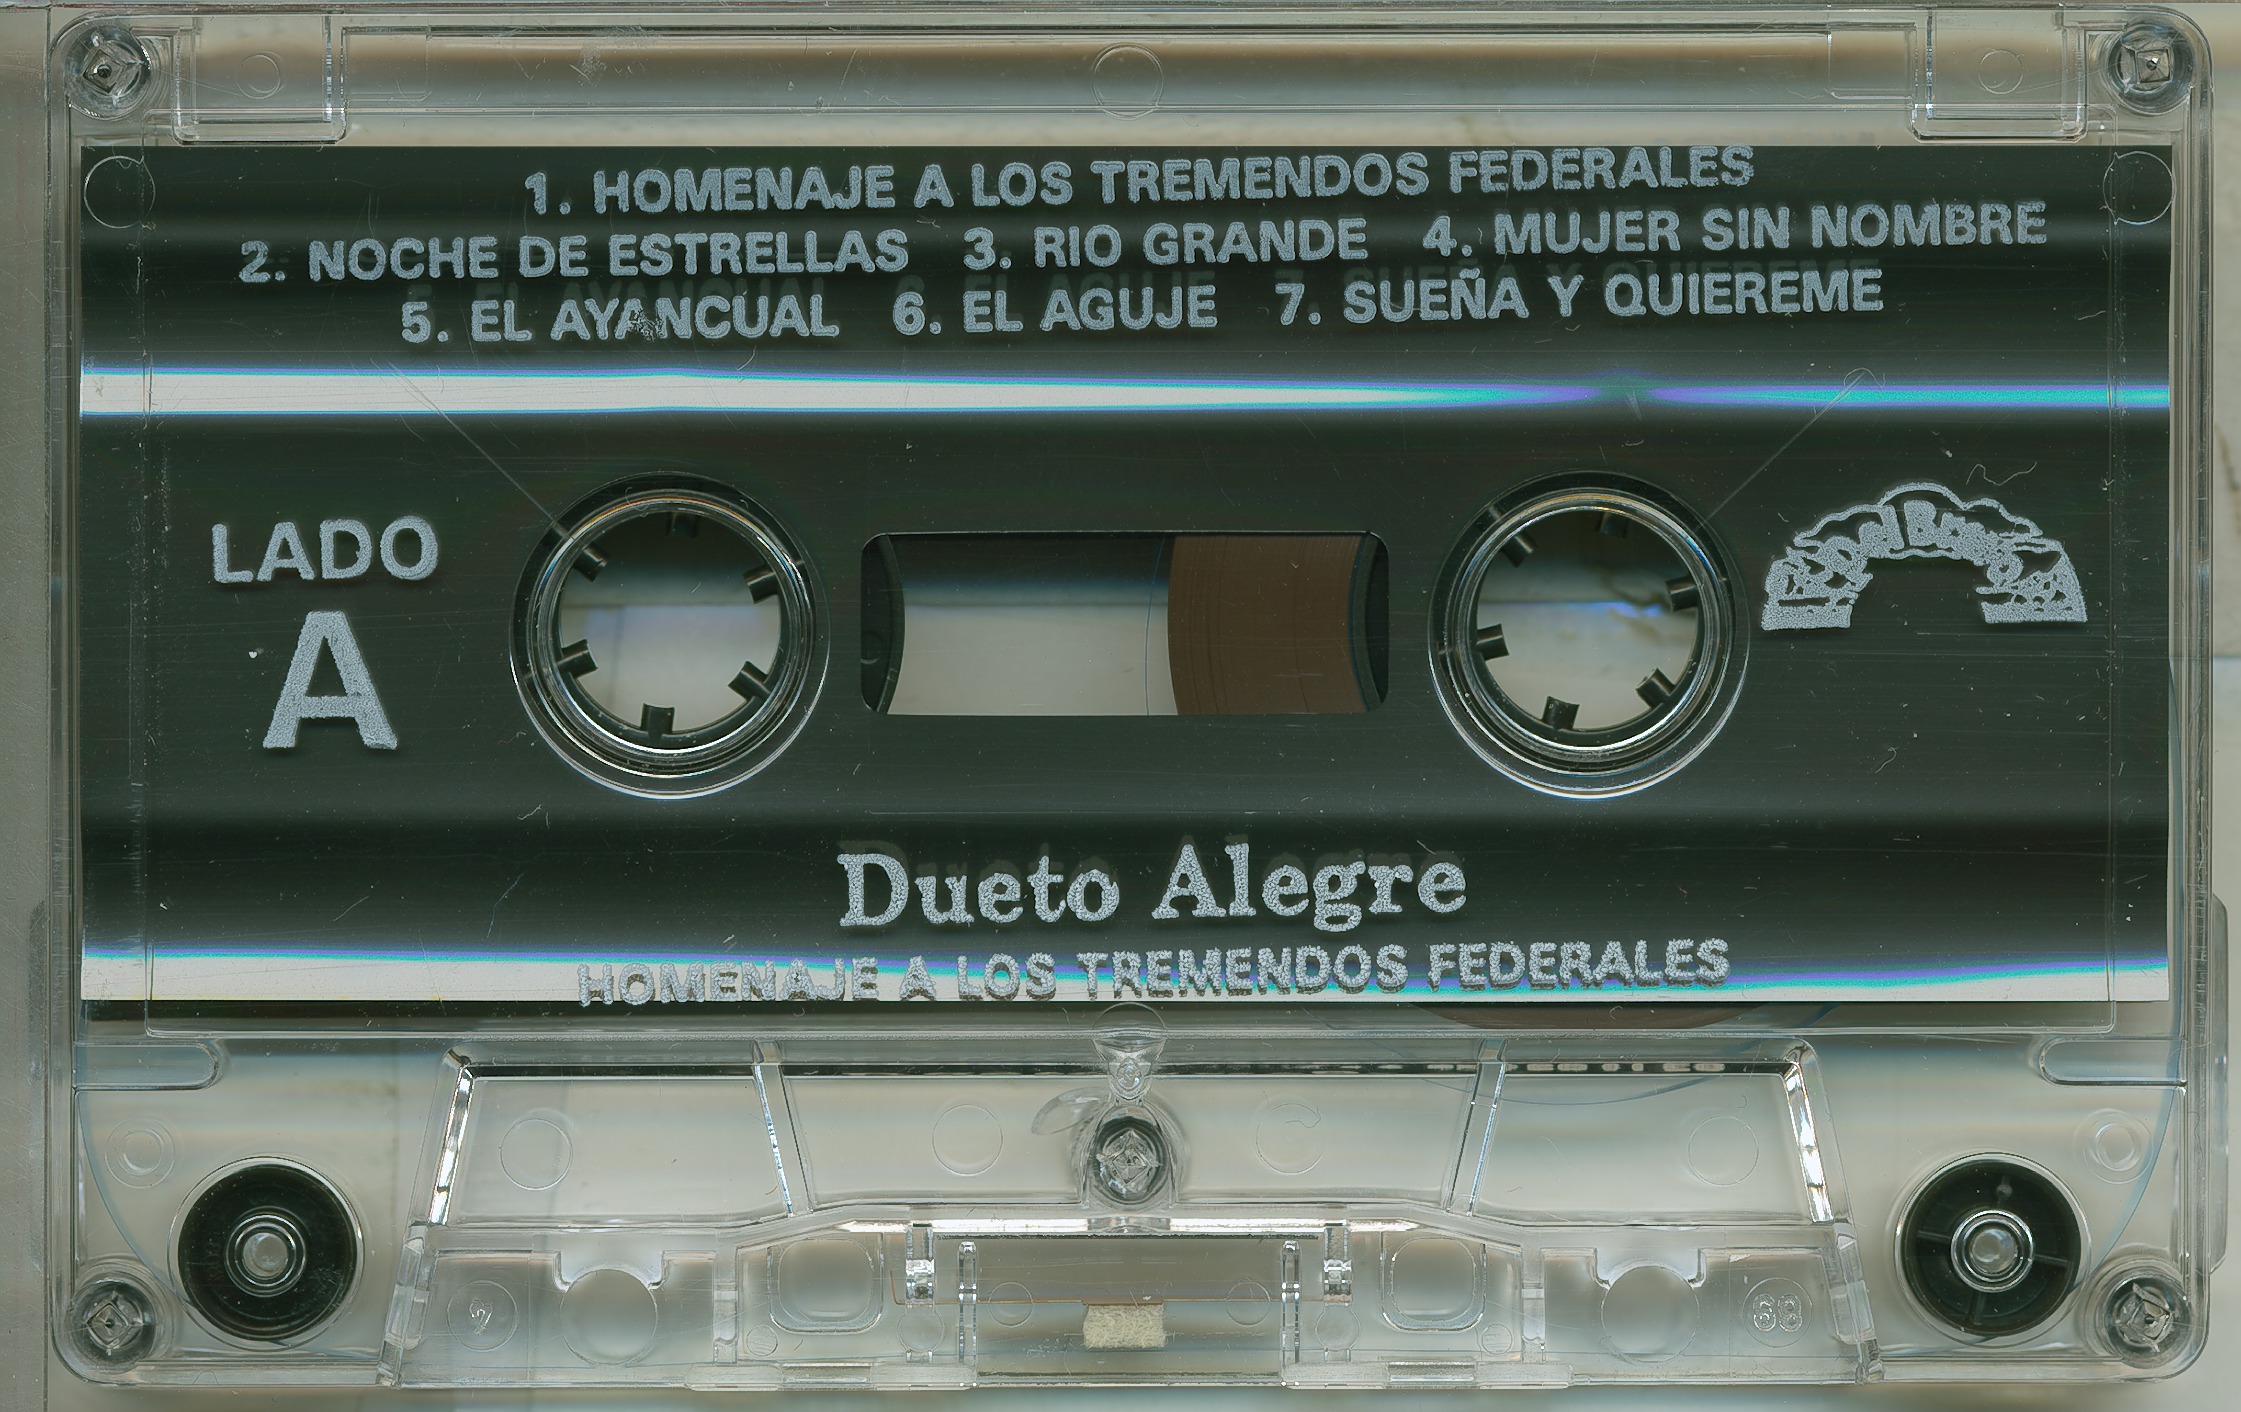 1. HOMENAJE A LOS TREMENDOS FEDERALES
2. NOCHE DE ESTRELLAS 3. RIO GRANDE 4. MUJER SIN NOMBRE
5. EL AYANCUAL 6. EL AGUJE 7. SUEÑA Y QUIEREME
LADO
A
Dueto Alegre
HOMENAJE A LOS TREMENDOS FEDERALES
68